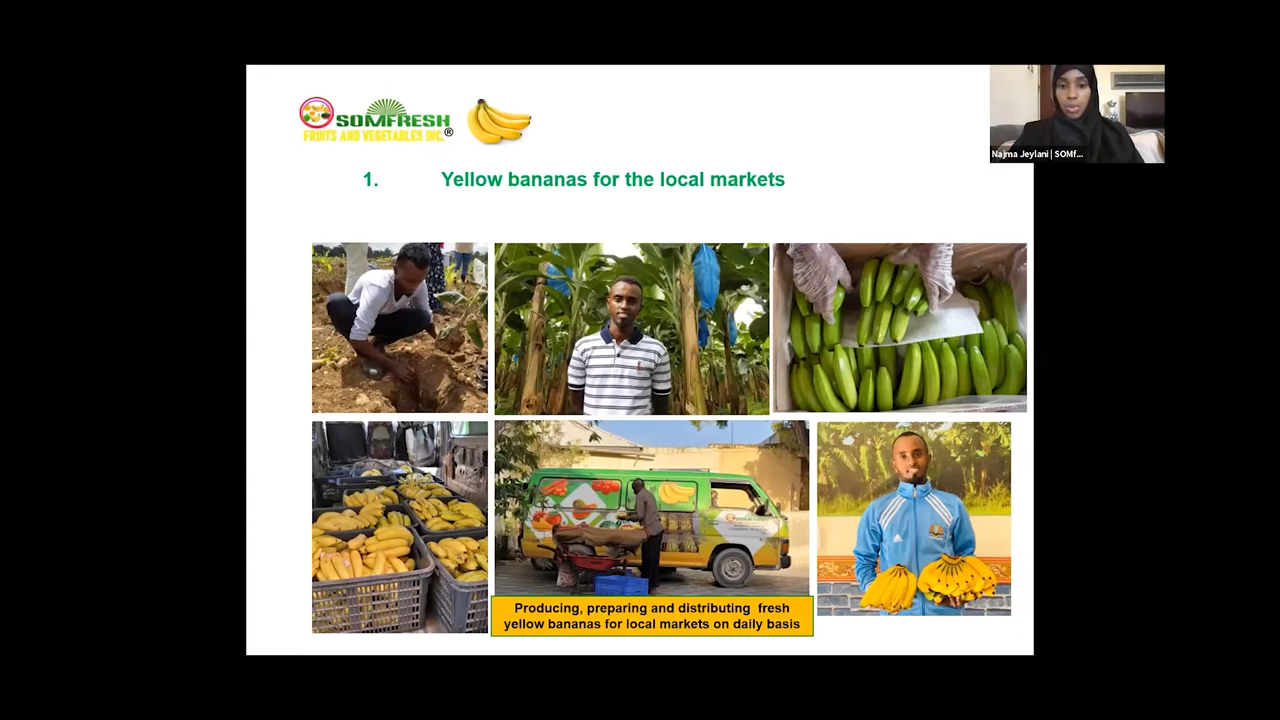 SOMFRESH
FRUITS AND VEGETABLES INC.®
Najma Jeylani | SOMf...
1. Yellow bananas for the local markets
Producing, preparing and distributing fresh
yellow bananas for local markets on daily basis